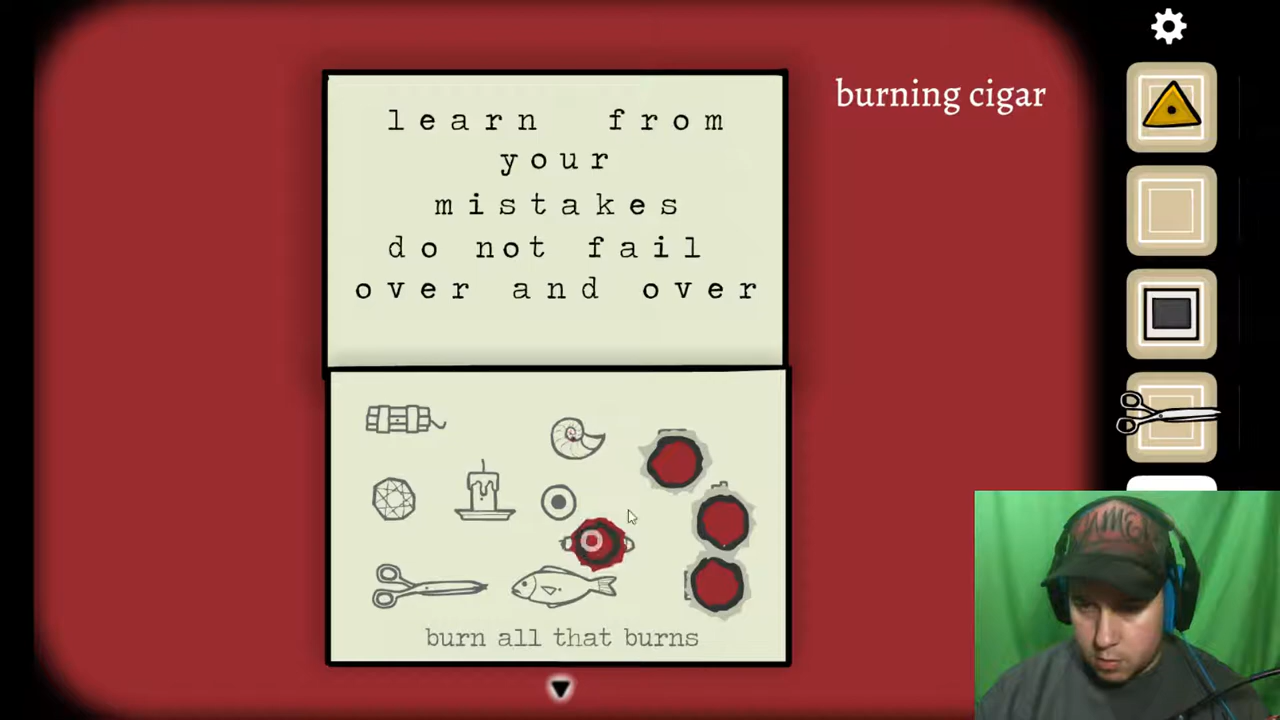 burning cigar
learn from
your
mistakes
do not fail
over and over
burn all that burns